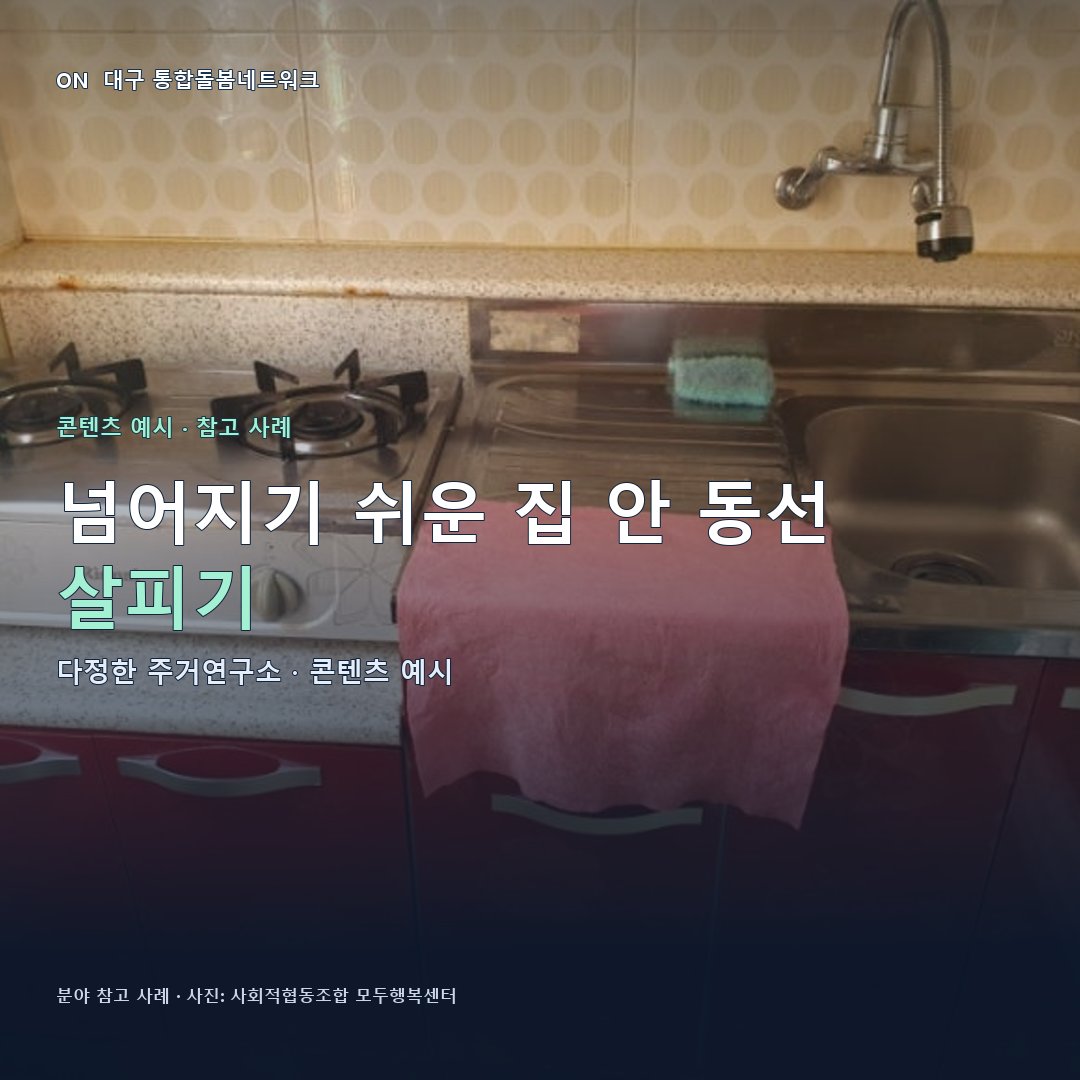 ON 대구 통합돌봄네트워크
콘텐츠 예시 · 참고 사례
넘어지기 쉬운 집 안 동선
살피기
다정한 주거연구소 · 콘텐츠 예시
분야 참고 사례 · 사진: 사회적협동조합 모두행복센터